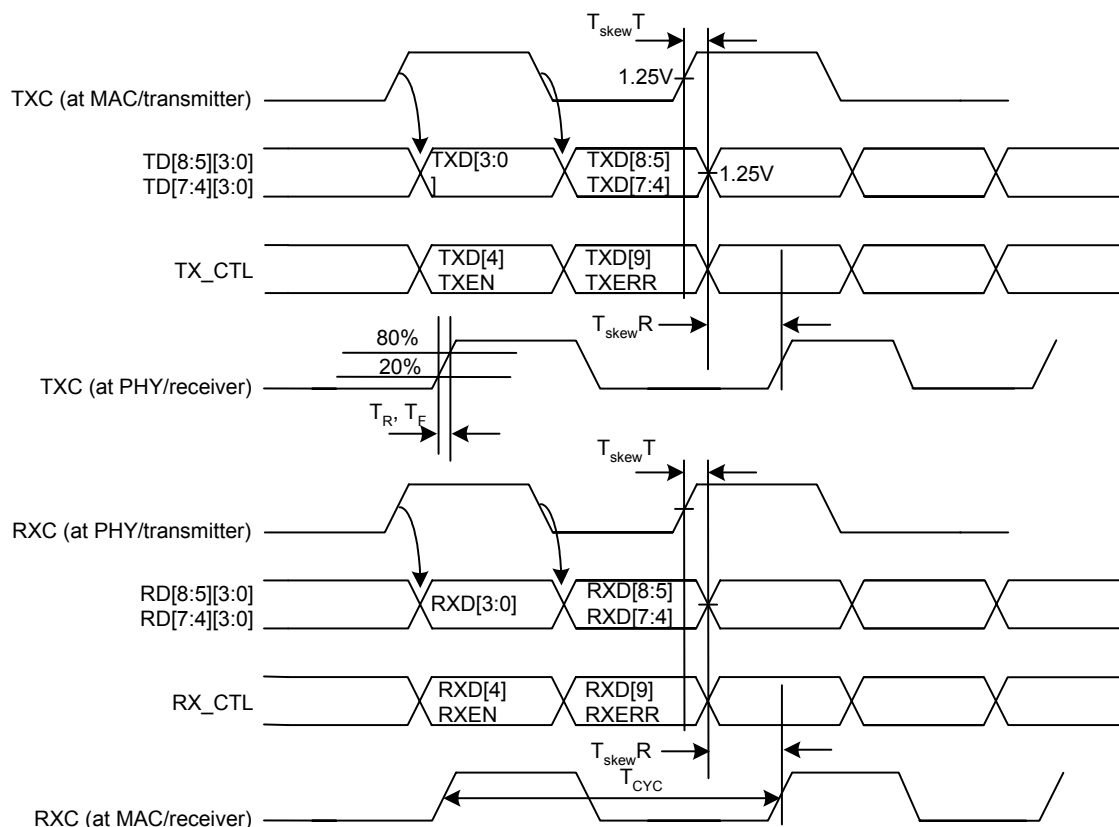 TskewT
1.25V
TXC (at MAC/transmitter)
TD[8:5][3:0]
TD[7:4][3:0]
TXD[3:0
]
TXD[8:5]
TXD[7:4]
1.25V
TX_CTL
TXD[4]
TXEN
TXD[9]
TXERR
TskewR
80%
20%
TXC (at PHY/receiver)
TR, TF
TskewT
RXC (at PHY/transmitter)
RD[8:5][3:0]
RD[7:4][3:0]
RXD[3:0]
RXD[8:5]
RXD[7:4]
RX_CTL
RXD[4]
RXEN
RXD[9]
RXERR
TskewR
TCYC
RXC (at MAC/receiver)